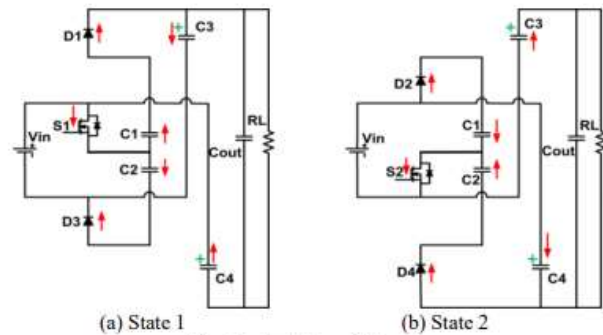 D1
C3
S1
C1
Vin
C2
Cout
RL
D3
C4
(a) State 1
C3
D2
C1
RL
Vin
S2
C2
Cout
D4
C4
(b) State 2